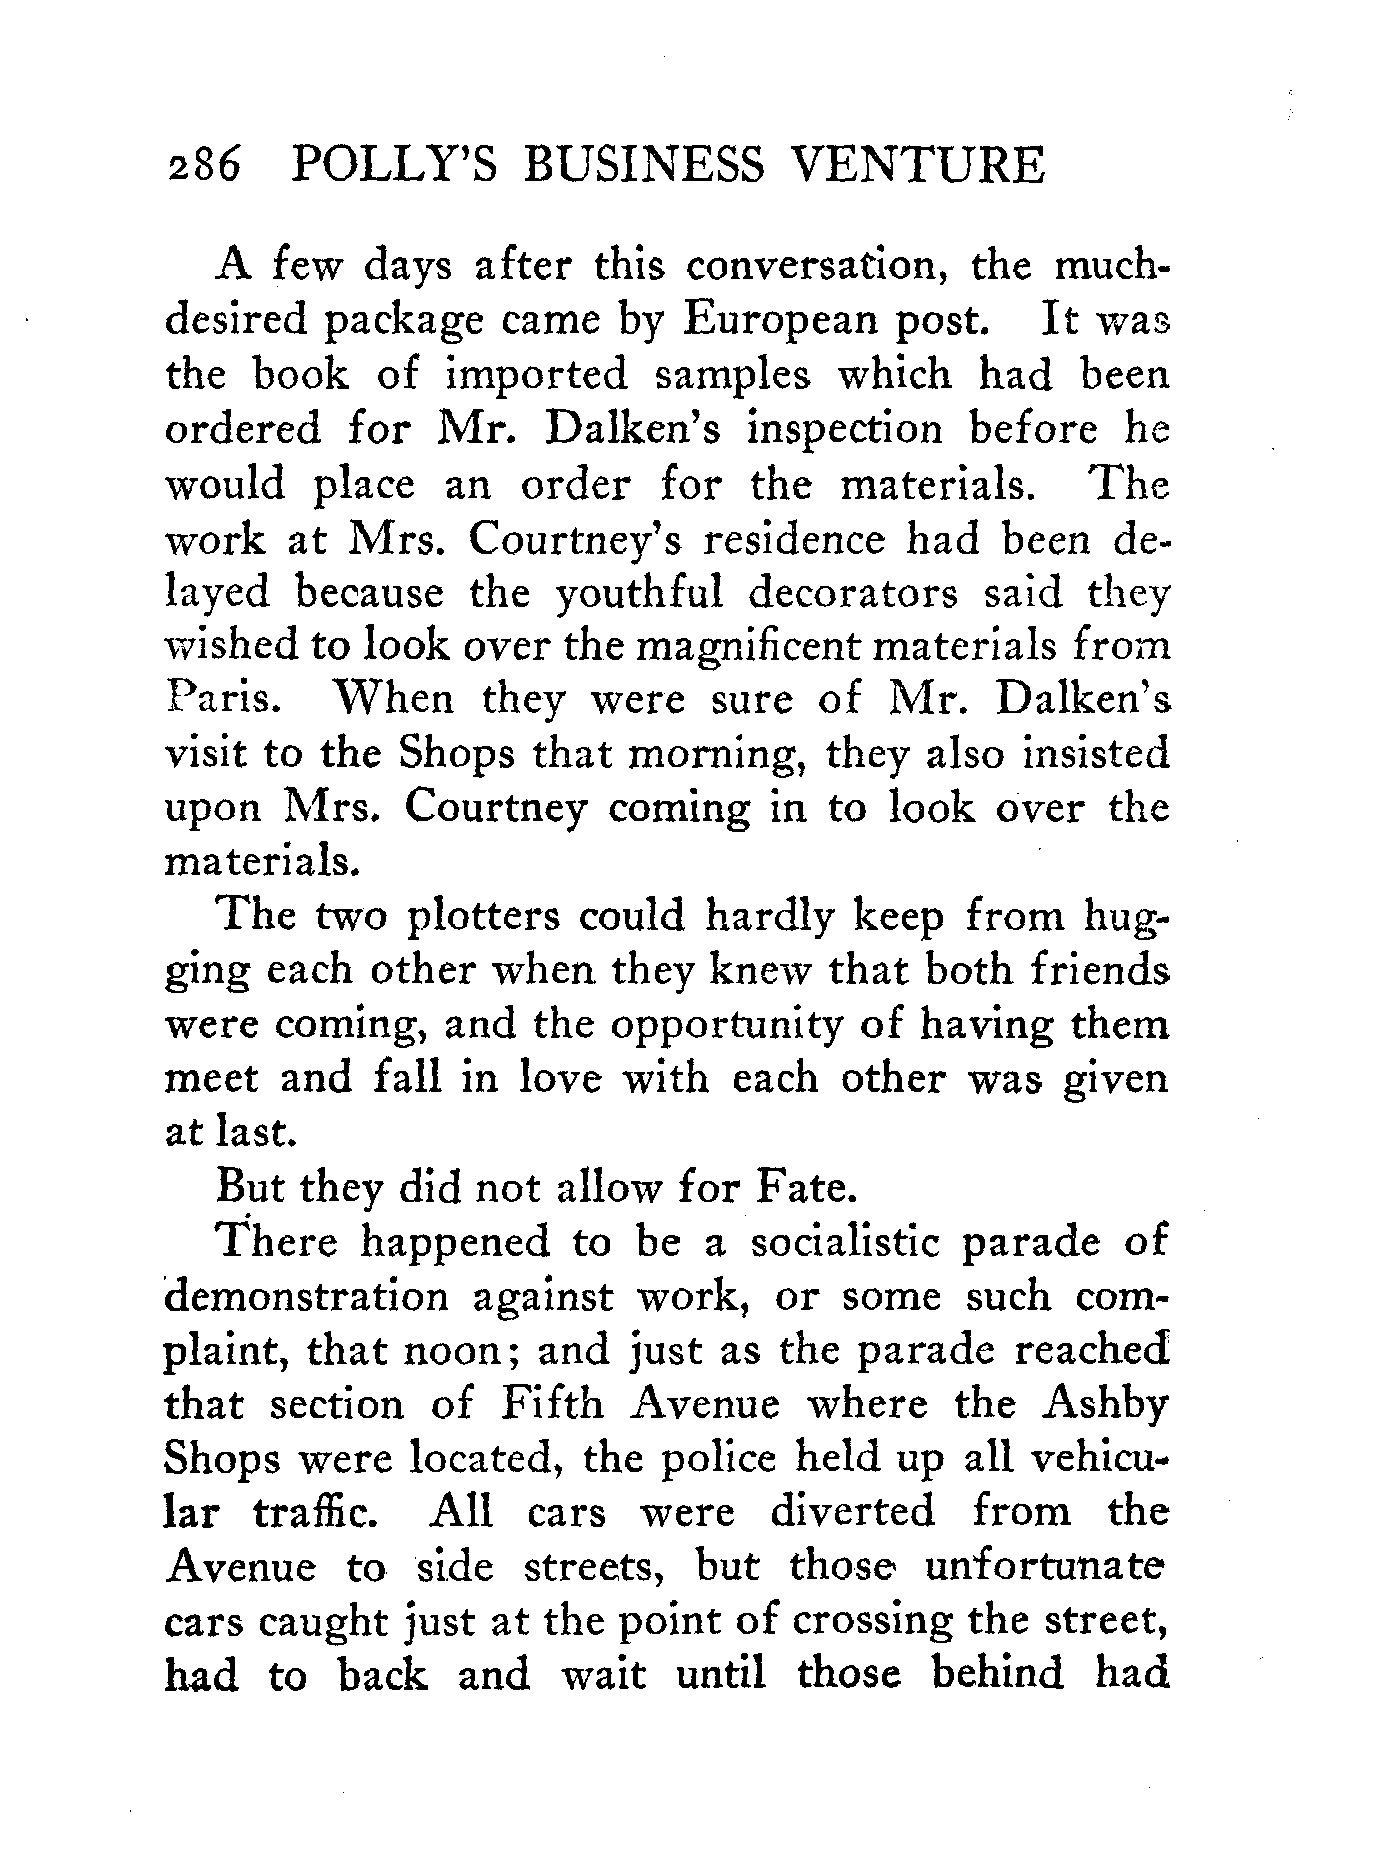 286 POLLY'S BUSINESS VENTURE
A few days after this conversation, the much-
desired package came by European post. It was
the book of imported samples which had been
ordered for Mr. Dalken's inspection before he
would place an order for the materials. The
work at Mrs. Courtney's residence had been de-
layed because the youthful decorators said they
wished to look over the magnificent materials from
Paris. When they were sure of Mr. Dalken's
visit to the Shops that morning, they also insisted
upon Mrs. Courtney coming in to look over the
materials.
The two plotters could hardly keep from hug-
ging each other when they knew that both friends
were coming, and the opportunity of having them
meet and fall in love with each other was given
at last.
But they did not allow for Fate.
There happened to be a socialistic parade of
demonstration against work, or some such com-
plaint, that noon; and just as the parade reached
that section of Fifth Avenue where the Ashby
Shops were located, the police held up all vehicu-
lar traffic. All cars were diverted from the
Avenue to side streets, but those unfortunate
cars caught just at the point of crossing the street,
had to back and wait until those behind had